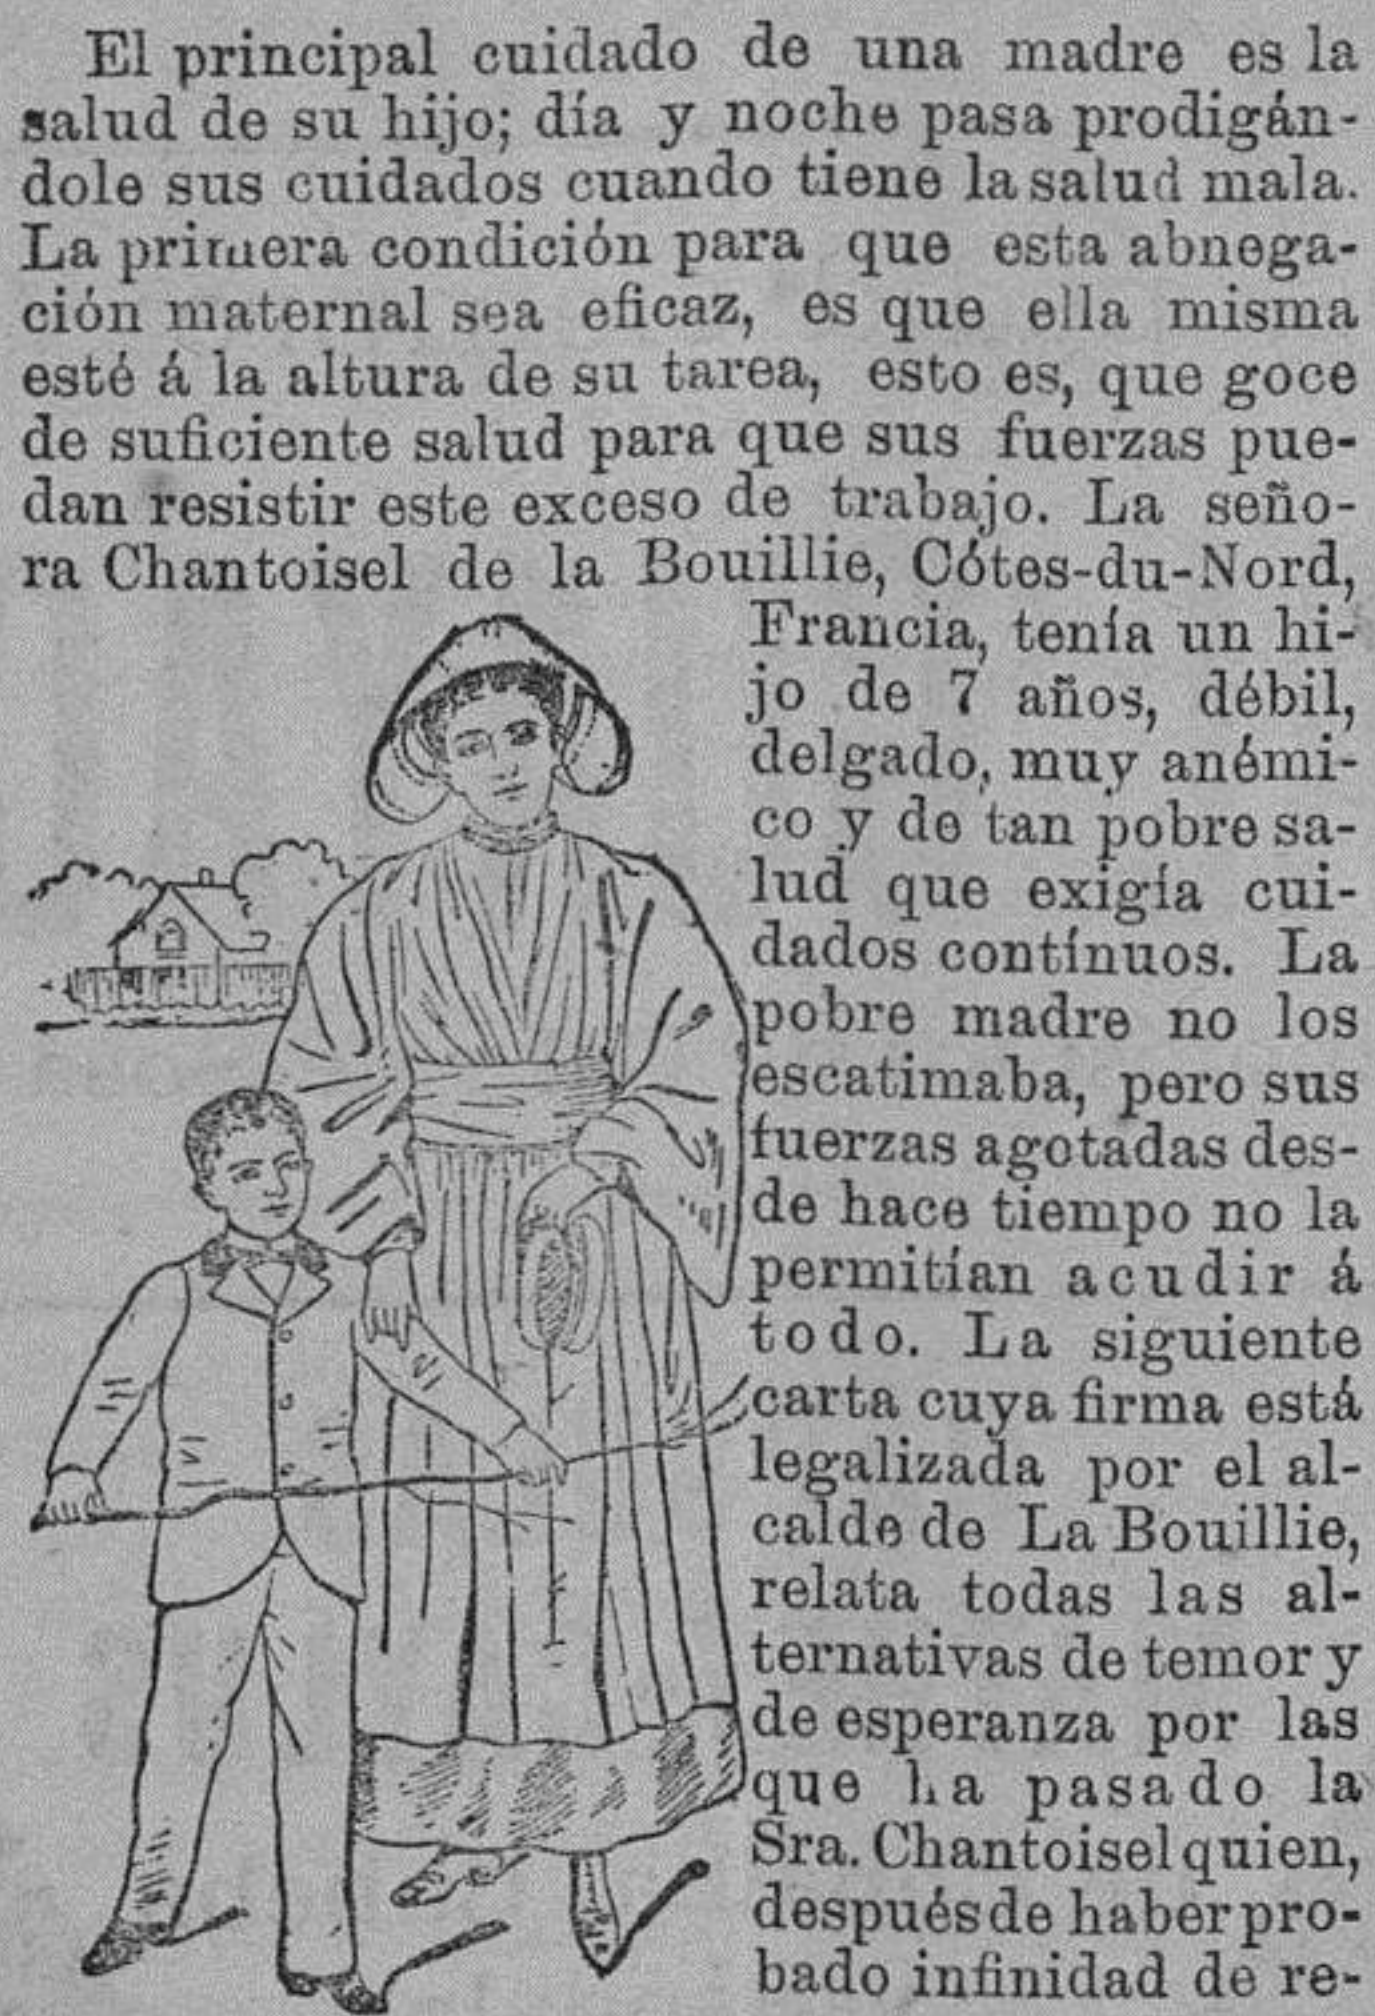 El principal cuidado de una madre es la
salud de su hijo; día y noche pasa prodigán-
dole sus cuidados cuando tiene la salud mala.
La primera condición para que esta abnega-
ción maternal sea eficaz, es que ella misma
esté á la altura de su tarea, esto es, que goce
de suficiente salud para que sus fuerzas pue-
dan resistir este exceso de trabajo. La seño-
ra Chantoisel de la Bouillie, Cótes-du-Nord,
Francia, tenía un hi-
jo de 7 años, débil,
delgado, muy anémi-
co y de tan pobre sa-
lud que exigía cui-
dados contínuos. La
pobre madre no los
escatimaba, pero sus
fuerzas agotadas des-
de hace tiempo no la
permitían acudir á
todo. La siguiente
carta cuya firma está
legalizada por el al-
calde de La Bouillie,
relata todas las al-
ternativas de temor y
de esperanza por las
que ha pasado la
Sra. Chantoisel quien,
después de haber pro-
bado infinidad de re-